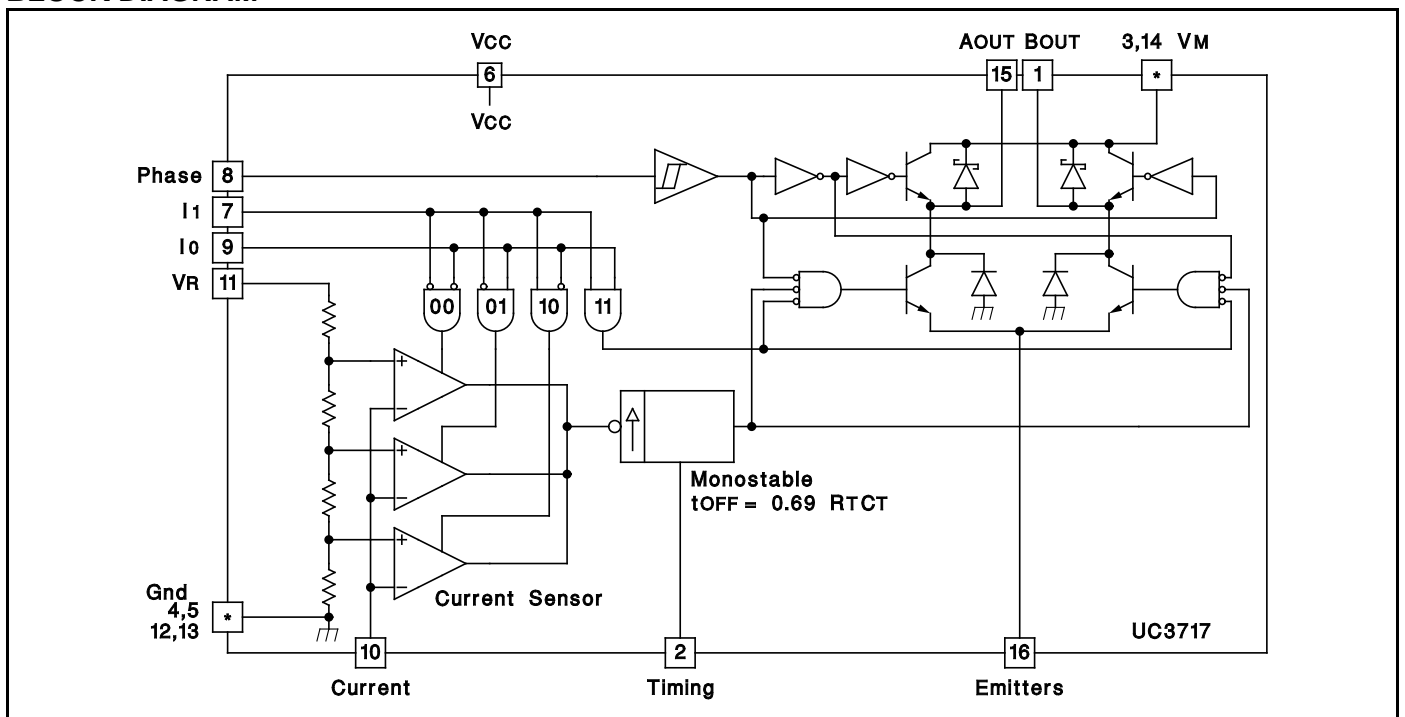 BLOCK DIAGRAM
VCC
AOUT BOUT 3,14 VM
6
15 1 *
VCC
Phase 8
I1 7
I0 9
VR 11
00 01 10 11
+
−
+
−
+
−
Monostable
tOFF = 0.69 RTCT
Current Sensor
Gnd
4,5
12,13
*
UC3717
10 2 16
Current Timing Emitters